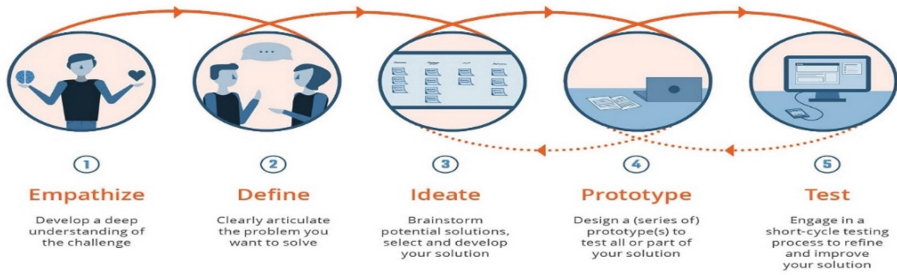 1
2
3
4
5
Empathize
Define
Ideate
Prototype
Test
Develop a deep
understanding of
the challenge
Clearly articulate
the problem you
want to solve
Brainstorm
potential solutions,
select and develop
your solution
Design a (series of)
prototype(s) to
test all or part of
your solution
Engage in a
short-cycle testing
process to refine
and improve
your solution